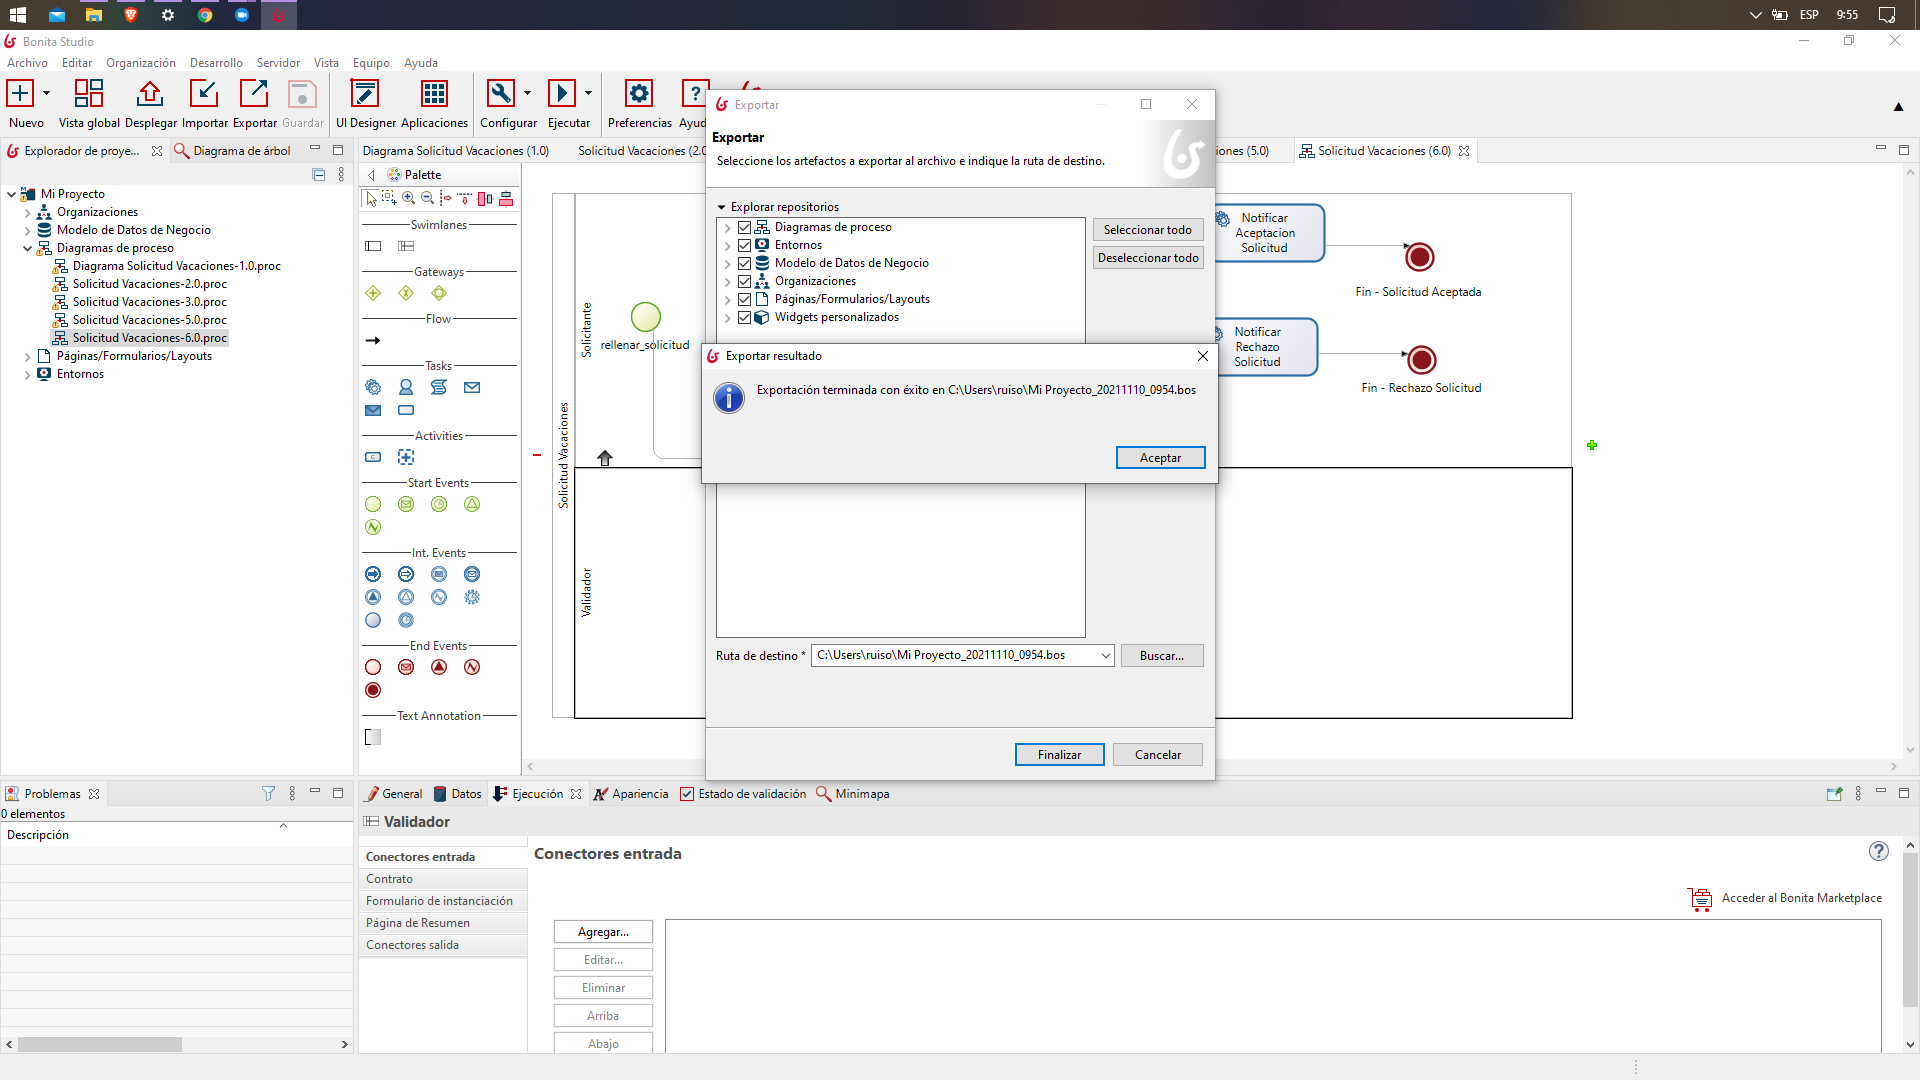 ESP
9:55
Bonita Studio
Archivo Editar Organización Desarrollo Servidor Vista Equipo Ayuda
Nuevo Vista global Desplegar Importar Exportar Guardar UI Designer Aplicaciones Configurar Ejecutar Preferencias Ayud
Explorador de proye...
Diagrama de árbol
Mi Proyecto
Organizaciones
Modelo de Datos de Negocio
Diagramas de proceso
Diagrama Solicitud Vacaciones-1.0.proc
Solicitud Vacaciones-2.0.proc
Solicitud Vacaciones-3.0.proc
Solicitud Vacaciones-5.0.proc
Solicitud Vacaciones-6.0.proc
Páginas/Formularios/Layouts
Entornos
Diagrama Solicitud Vacaciones (1.0)
Solicitud Vacaciones (2.0
iones (5.0)
Solicitud Vacaciones (6.0)
Palette
Swimlanes
Gateways
Flow
Tasks
Activities
Start Events
Int. Events
End Events
Text Annotation
Solicitud Vacaciones
Solicitante
Validador
rellenar_solicitud
Notificar
Aceptacion
Solicitud
Fin - Solicitud Aceptada
Notificar
Rechazo
Solicitud
Fin - Rechazo Solicitud
Exportar
Exportar
Seleccione los artefactos a exportar al archivo e indique la ruta de destino.
Explorar repositorios
Diagramas de proceso
Entornos
Modelo de Datos de Negocio
Organizaciones
Páginas/Formularios/Layouts
Widgets personalizados
Seleccionar todo
Deseleccionar todo
Exportar resultado
Exportación terminada con éxito en C:\Users\ruiso\Mi Proyecto_20211110_0954.bos
Aceptar
Ruta de destino *
C:\Users\ruiso\Mi Proyecto_20211110_0954.bos
Buscar...
Finalizar
Cancelar
Problemas
0 elementos
Descripción
General
Datos
Ejecución
Apariencia
Estado de validación
Minimapa
Validador
Conectores entrada
Contrato
Formulario de instanciación
Página de Resumen
Conectores salida
Conectores entrada
Acceder al Bonita Marketplace
Agregar...
Editar...
Eliminar
Arriba
Abajo